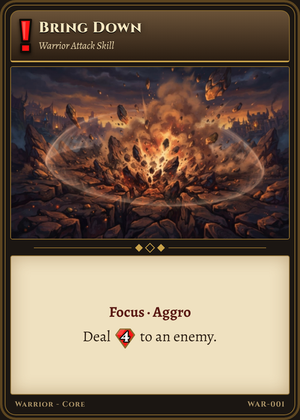 Bring Down
Warrior Attack Skill
Focus · Aggro
Deal 4 to an enemy.
Warrior - Core
WAR-001